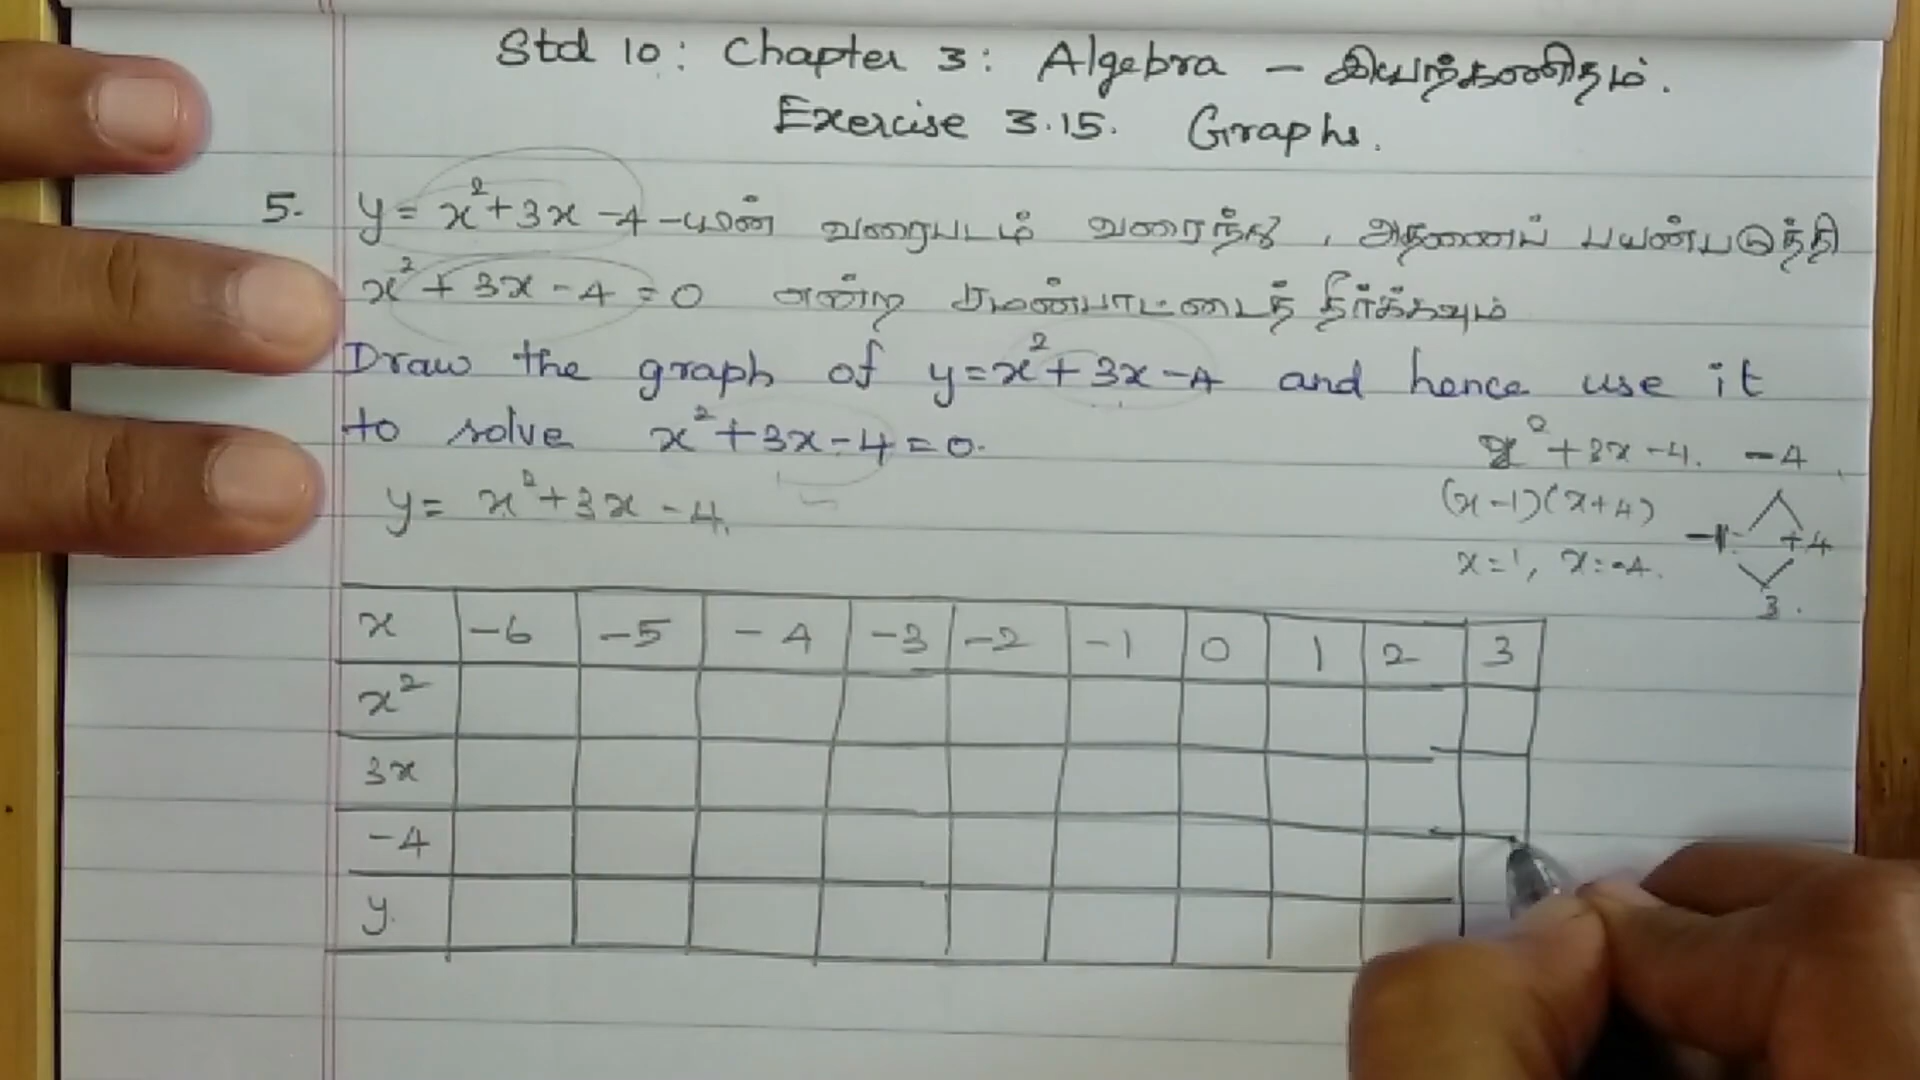 Std 10: Chapter 3: Algebra – இயற்கணிதம்.
Exercise 3.15. Graphs.
5. y = x²+3x-4-யின் வரைபடம் வரைந்து, அதனைப் பயன்படுத்தி
x²+3x-4=0 என்ற சமன்பாட்டைத் தீர்க்கவும்
Draw the graph of y=x²+3x-4 and hence use it
to solve x²+3x-4=0.
y= x²+3x-4.
x²+3x-4. -4
(x-1)(x+4) -1 +4
x=1, x=-4.
3.
x -6 -5 -4 -3 -2 -1 0 1 2 3
x²
3x
-4
y.